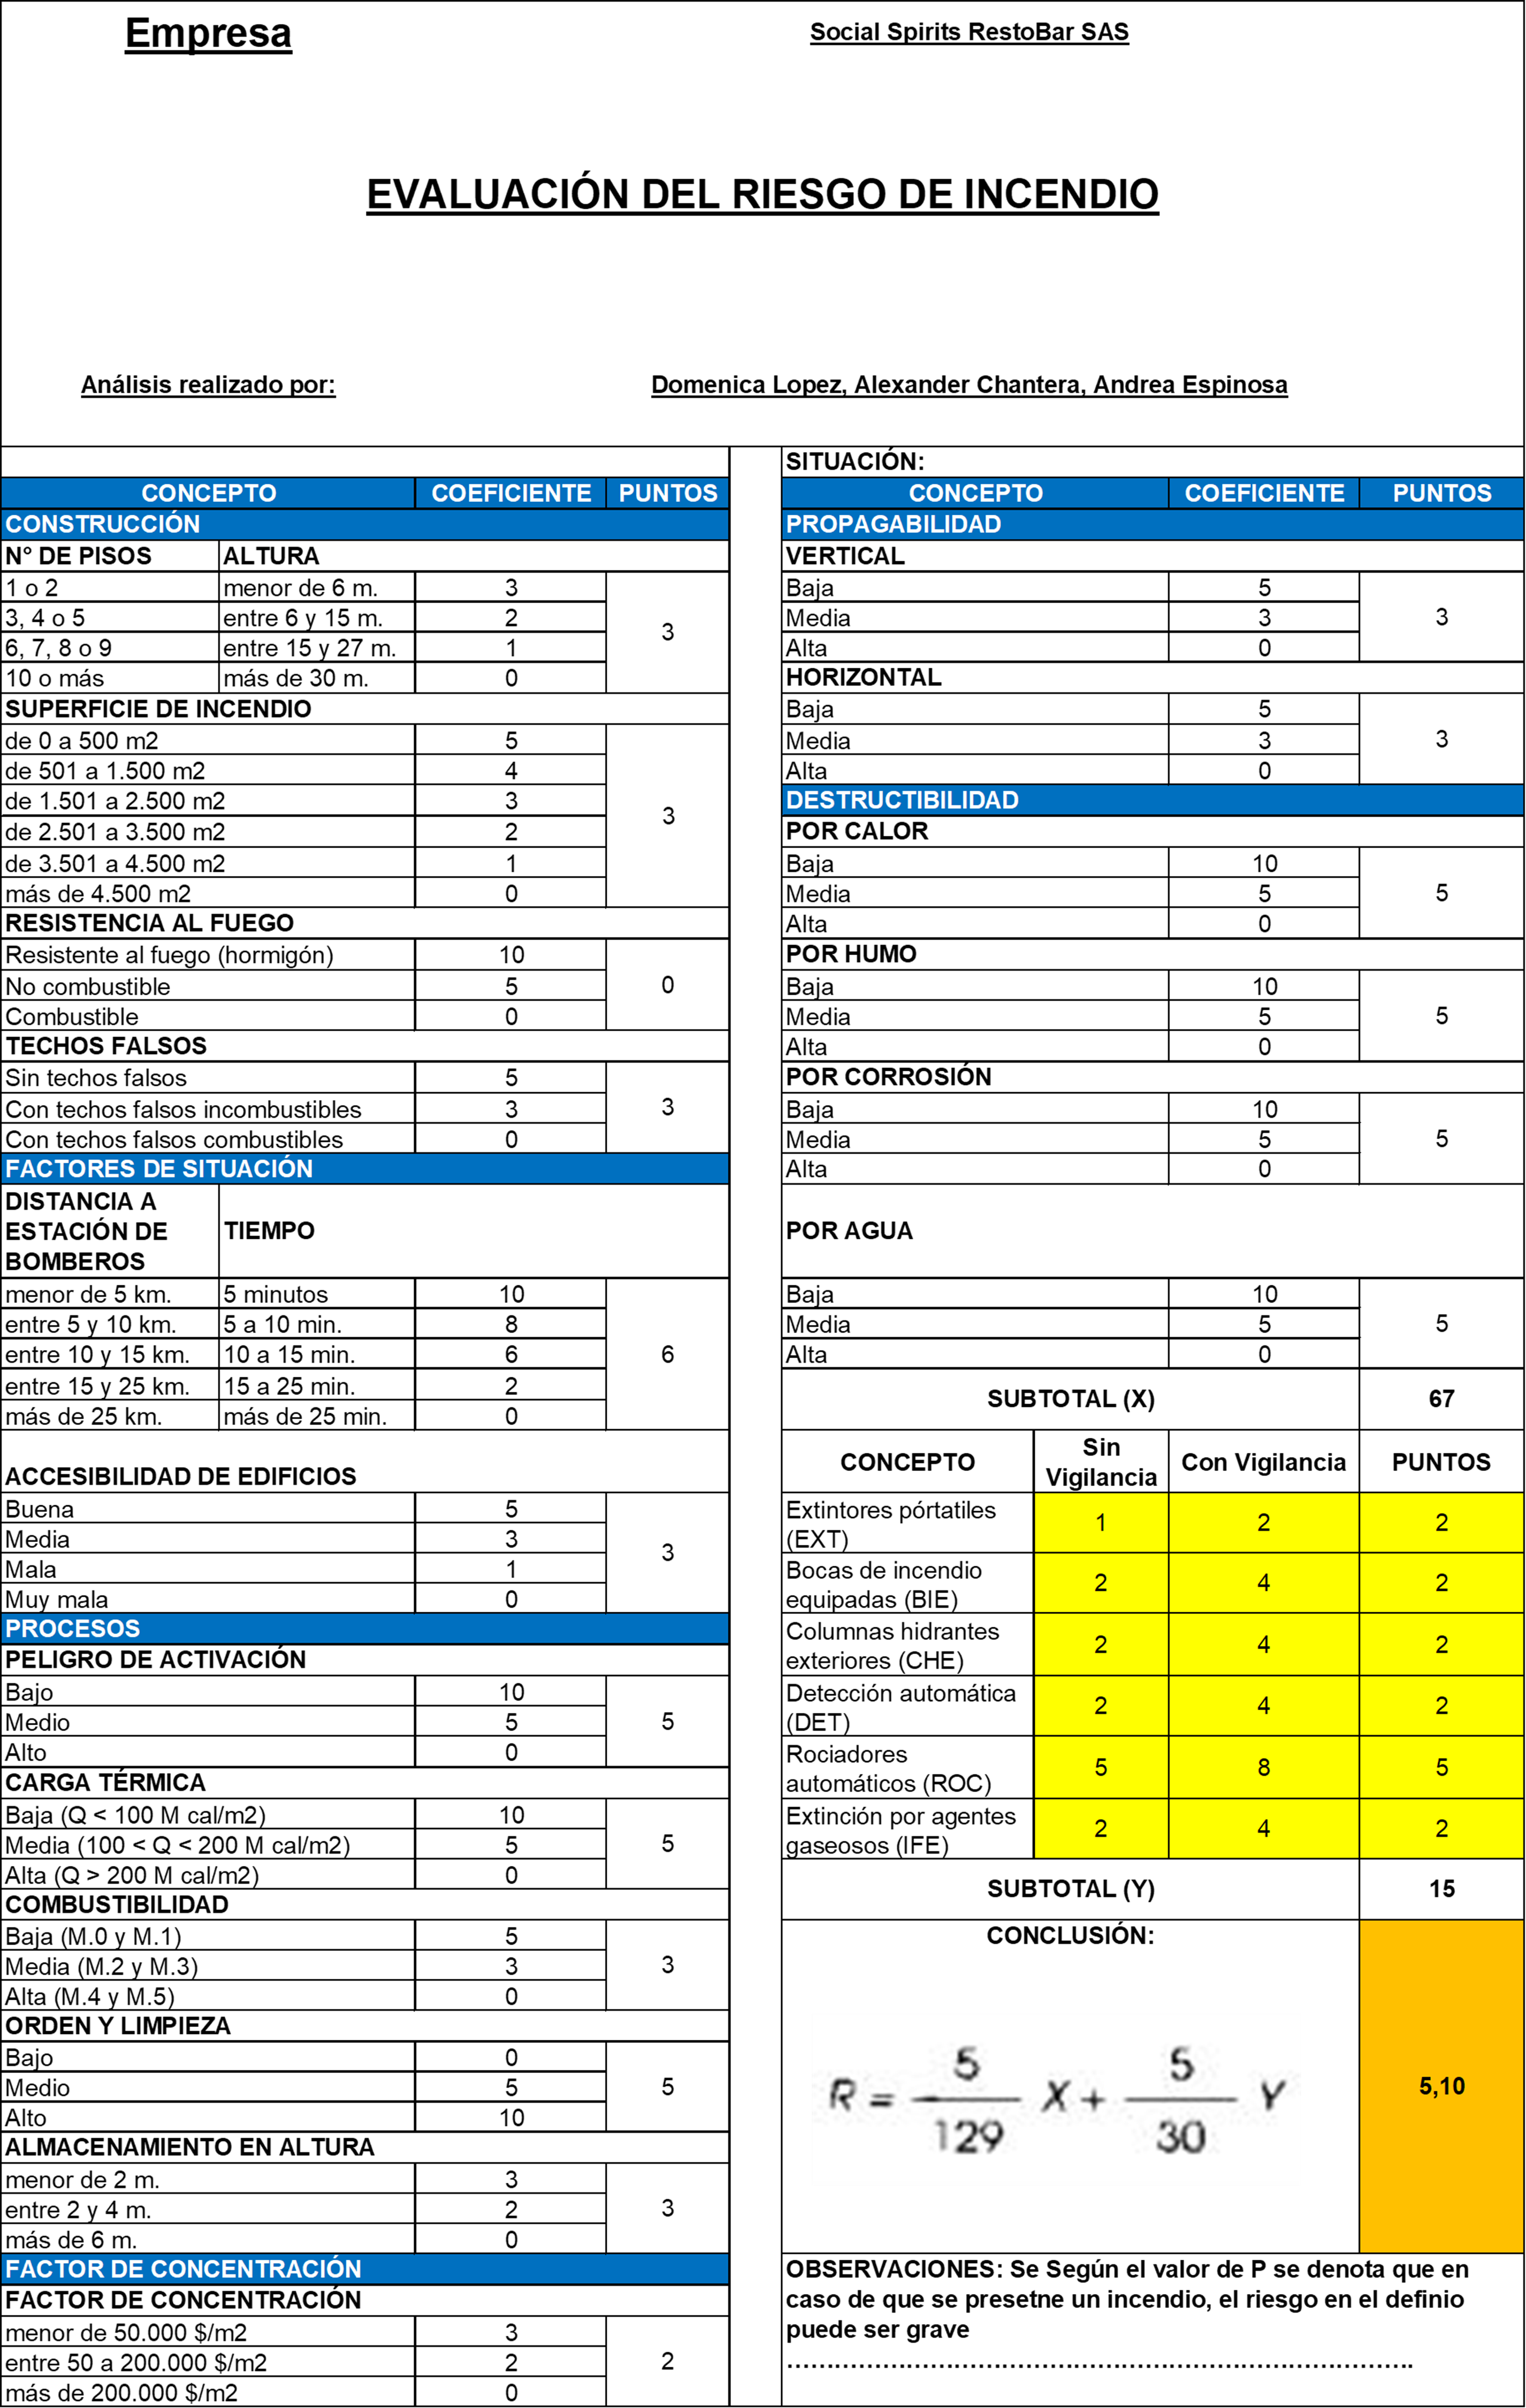 Empresa
Social Spirits RestoBar SAS
EVALUACIÓN DEL RIESGO DE INCENDIO
Análisis realizado por:
Domenica Lopez, Alexander Chantera, Andrea Espinosa
CONCEPTO COEFICIENTE PUNTOS
CONSTRUCCIÓN
N° DE PISOS ALTURA
1 o 2 menor de 6 m. 3
3, 4 o 5 entre 6 y 15 m. 2
3
6, 7, 8 o 9 entre 15 y 27 m. 1
10 o más más de 30 m. 0
SUPERFICIE DE INCENDIO
de 0 a 500 m2 5
de 501 a 1.500 m2 4
de 1.501 a 2.500 m2 3
3
de 2.501 a 3.500 m2 2
de 3.501 a 4.500 m2 1
más de 4.500 m2 0
RESISTENCIA AL FUEGO
Resistente al fuego (hormigón) 10
No combustible 5 0
Combustible 0
TECHOS FALSOS
Sin techos falsos 5
Con techos falsos incombustibles 3 3
Con techos falsos combustibles 0
FACTORES DE SITUACIÓN
DISTANCIA A
ESTACIÓN DE TIEMPO
BOMBEROS
menor de 5 km. 5 minutos 10
entre 5 y 10 km. 5 a 10 min. 8
entre 10 y 15 km. 10 a 15 min. 6 6
entre 15 y 25 km. 15 a 25 min. 2
más de 25 km. más de 25 min. 0
ACCESIBILIDAD DE EDIFICIOS
Buena 5
Media 3
3
Mala 1
Muy mala 0
PROCESOS
PELIGRO DE ACTIVACIÓN
Bajo 10
Medio 5 5
Alto 0
CARGA TÉRMICA
Baja (Q < 100 M cal/m2) 10
Media (100 < Q < 200 M cal/m2) 5 5
Alta (Q > 200 M cal/m2) 0
COMBUSTIBILIDAD
Baja (M.0 y M.1) 5
Media (M.2 y M.3) 3 3
Alta (M.4 y M.5) 0
ORDEN Y LIMPIEZA
Bajo 0
Medio 5 5
Alto 10
ALMACENAMIENTO EN ALTURA
menor de 2 m. 3
entre 2 y 4 m. 2 3
más de 6 m. 0
FACTOR DE CONCENTRACIÓN
FACTOR DE CONCENTRACIÓN
menor de 50.000 $/m2 3
entre 50 a 200.000 $/m2 2 2
más de 200.000 $/m2 0
SITUACIÓN:
CONCEPTO COEFICIENTE PUNTOS
PROPAGABILIDAD
VERTICAL
Baja 5
Media 3 3
Alta 0
HORIZONTAL
Baja 5
Media 3 3
Alta 0
DESTRUCTIBILIDAD
POR CALOR
Baja 10
Media 5 5
Alta 0
POR HUMO
Baja 10
Media 5 5
Alta 0
POR CORROSIÓN
Baja 10
Media 5 5
Alta 0
POR AGUA
Baja 10
Media 5 5
Alta 0
SUBTOTAL (X) 67
CONCEPTO Sin Vigilancia Con Vigilancia PUNTOS
Extintores pórtatiles
(EXT) 1 2 2
Bocas de incendio
equipadas (BIE) 2 4 2
Columnas hidrantes
exteriores (CHE) 2 4 2
Detección automática
(DET) 2 4 2
Rociadores
automáticos (ROC) 5 8 5
Extinción por agentes
gaseosos (IFE) 2 4 2
SUBTOTAL (Y) 15
CONCLUSIÓN:
R = 5/129 X + 5/30 Y
5,10
OBSERVACIONES: Se Según el valor de P se denota que en
caso de que se presetne un incendio, el riesgo en el definio
puede ser grave
..............................................................................